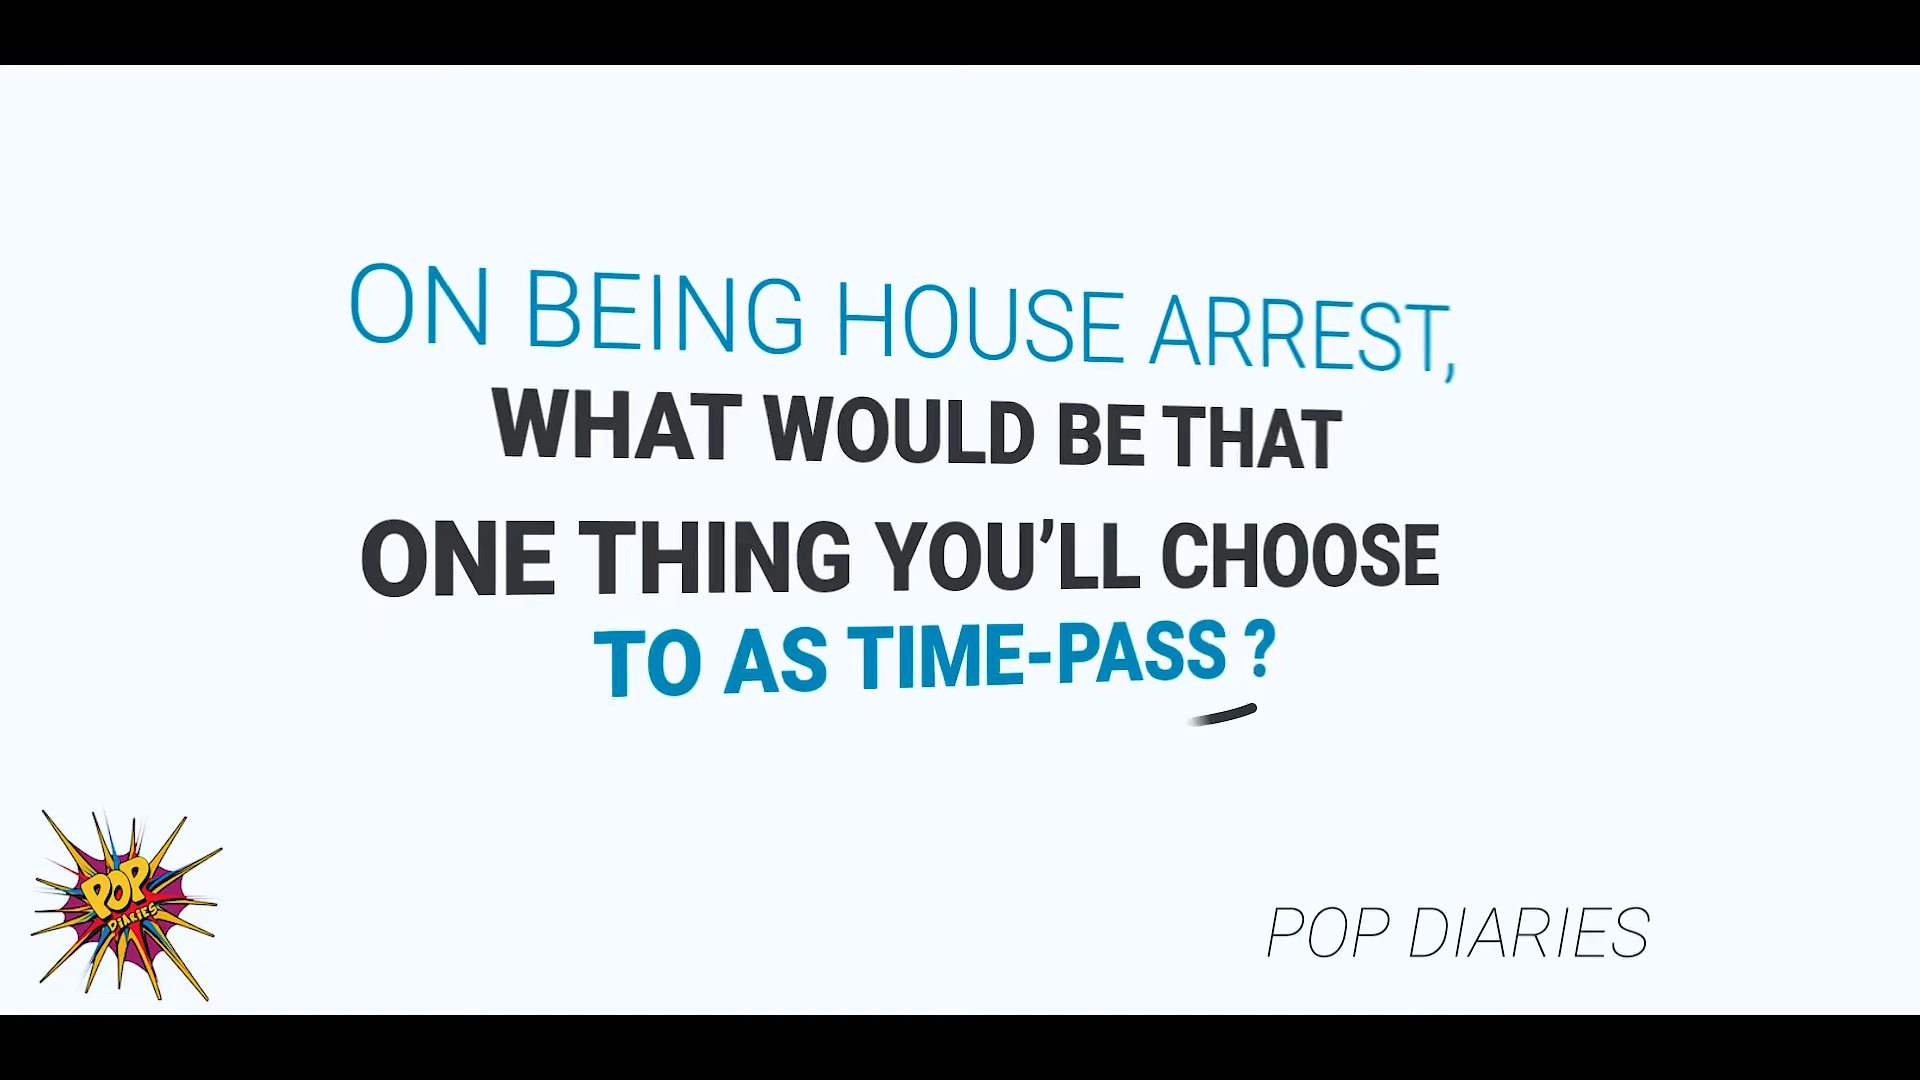 ON BEING HOUSE ARREST,
WHAT WOULD BE THAT
ONE THING YOU’LL CHOOSE
TO AS TIME-PASS ?
POP
DIARIES
POP DIARIES